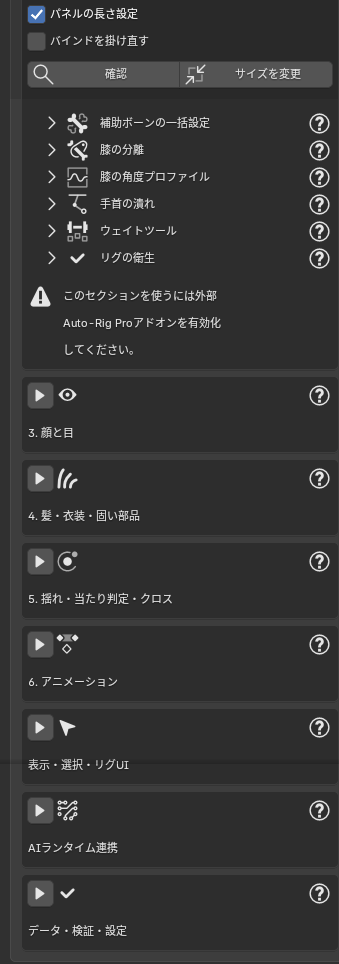 パネルの長さ設定
バインドを掛け直す
確認 サイズを変更
補助ボーンの一括設定
膝の分離
膝の角度プロファイル
手首の潰れ
ウェイトツール
リグの衛生
このセクションを使うには外部
Auto-Rig Proアドオンを有効化
してください。
3. 顔と目
4. 髪・衣装・固い部品
5. 揺れ・当たり判定・クロス
6. アニメーション
表示・選択・リグUI
AIランタイム連携
データ・検証・設定